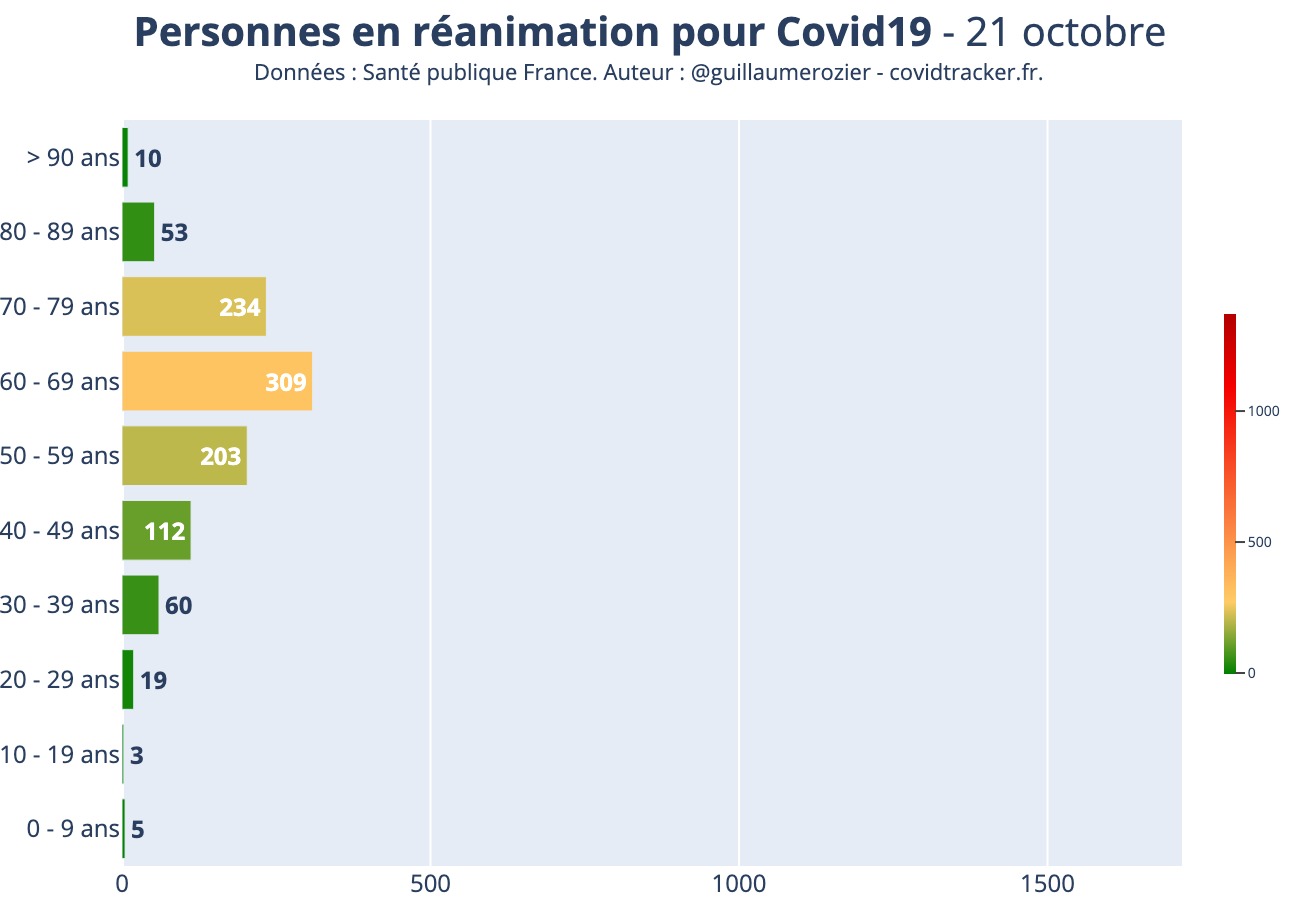 Personnes en réanimation pour Covid19 - 21 octobre
Données : Santé publique France. Auteur : @guillaumerozier - covidtracker.fr.
> 90 ans 10
80 - 89 ans 53
70 - 79 ans 234
60 - 69 ans 309
50 - 59 ans 203
40 - 49 ans 112
30 - 39 ans 60
20 - 29 ans 19
10 - 19 ans 3
0 - 9 ans 5
0 500 1000 1500
1000
500
0